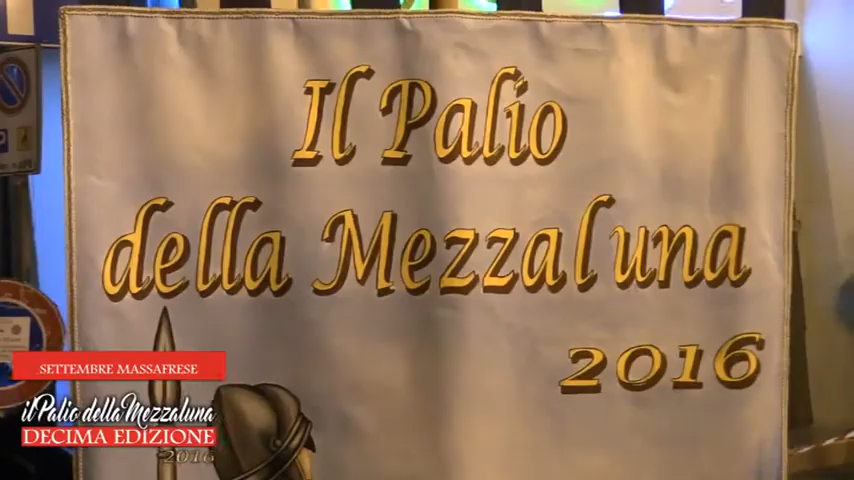 Il Palio
della Mezzaluna
2016
SETTEMBRE MASSAFRESE
il Palio della Mezzaluna
DECIMA EDIZIONE
2016